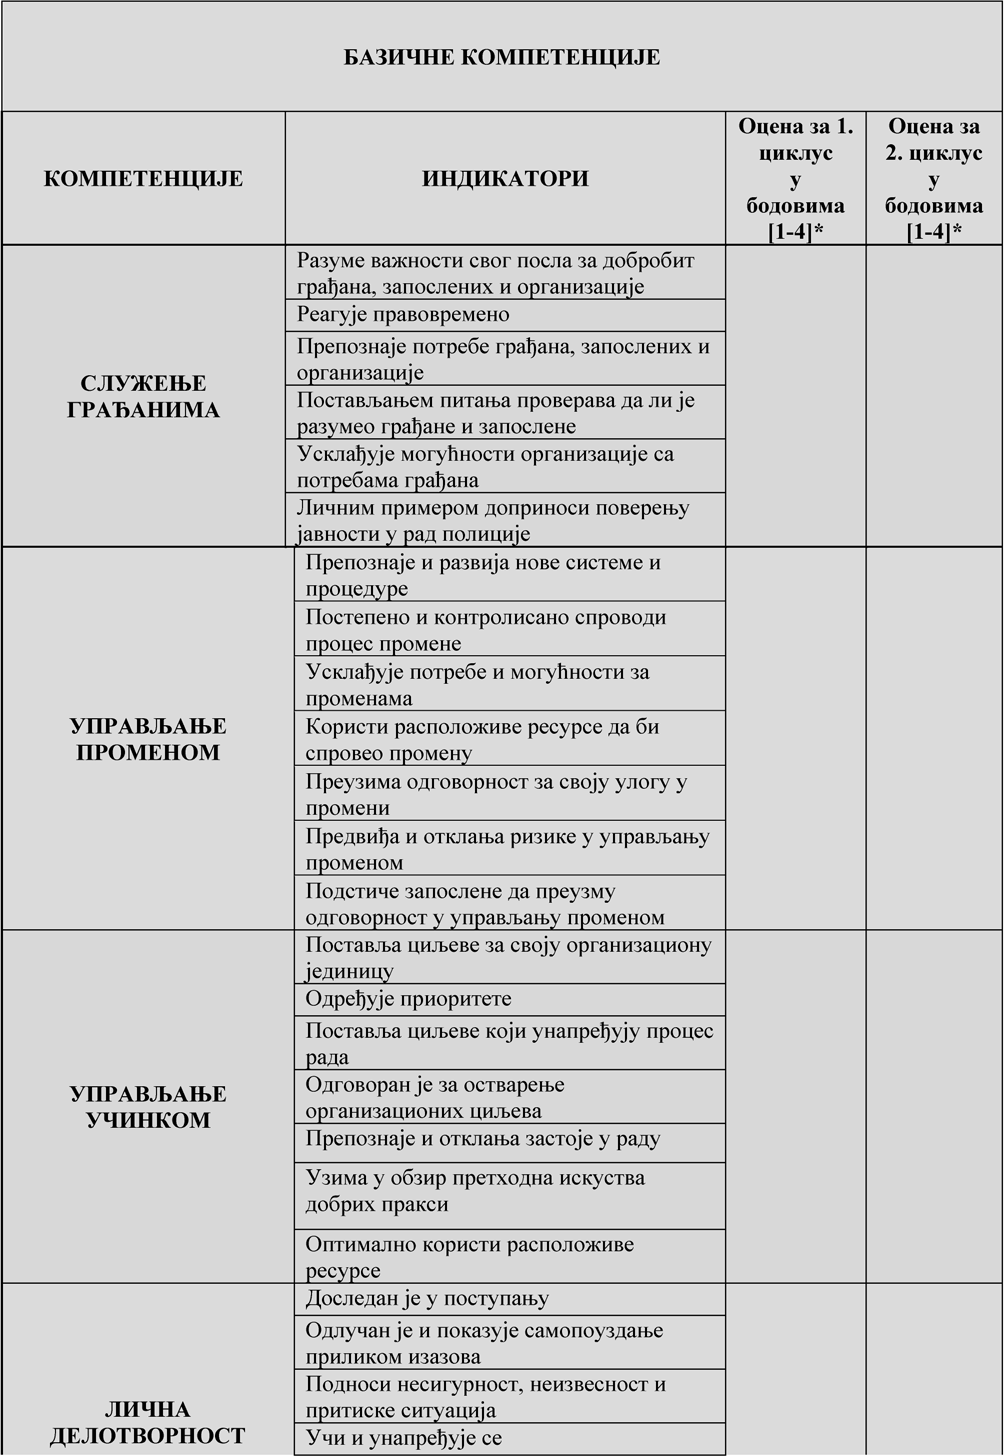 БАЗИЧНЕ КОМПЕТЕНЦИЈЕ
КОМПЕТЕНЦИЈЕ
ИНДИКАТОРИ
Оцена за 1.
циклус
у
бодовима
[1-4]*
Оцена за
2. циклус
у
бодовима
[1-4]*
СЛУЖЕЊЕ
ГРАЂАНИМА
Разуме важности свог посла за добробит
грађана, запослених и организације
Реагује правовремено
Препознаје потребе грађана, запослених и
организације
Постављањем питања проверава да ли је
разумео грађане и запослене
Усклађује могућности организације са
потребама грађана
Личним примером доприноси поверењу
јавности у рад полиције
УПРАВЉАЊЕ
ПРОМЕНОМ
Препознаје и развија нове системе и
процедуре
Постепено и контролисано спроводи
процес промене
Усклађује потребе и могућности за
променама
Користи расположиве ресурсе да би
спровео промену
Преузима одговорност за своју улогу у
промени
Предвиђа и отклања ризике у управљању
променом
Подстиче запослене да преузму
одговорност у управљању променом
УПРАВЉАЊЕ
УЧИНКОМ
Поставља циљеве за своју организациону
јединицу
Одређује приоритете
Поставља циљеве који унапређују процес
рада
Одговоран је за остварење
организационих циљева
Препознаје и отклања застоје у раду
Узима у обзир претходна искуства
добрих пракси
Оптимално користи расположиве
ресурсе
ЛИЧНА
ДЕЛОТВОРНОСТ
Доследан је у поступању
Одлучан је и показује самопоуздање
приликом изазова
Подноси несигурност, неизвесност и
притиске ситуација
Учи и унапређује се